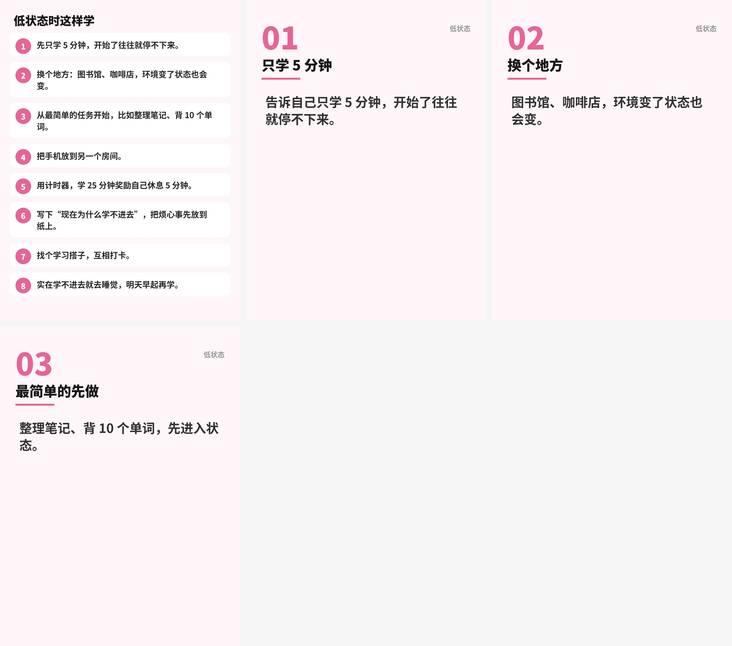 低状态时这样学
1 先只学 5 分钟，开始了往往就停不下来。
2 换个地方：图书馆、咖啡店，环境变了状态也会
变。
3 从最简单的任务开始，比如整理笔记、背 10 个单
词。
4 把手机放到另一个房间。
5 用计时器，学 25 分钟奖励自己休息 5 分钟。
6 写下“现在为什么学不进去”，把烦心事先放到
纸上。
7 找个学习搭子，互相打卡。
8 实在学不进去就去睡觉，明天早起再学。
01
低状态
只学 5 分钟
告诉自己只学 5 分钟，开始了往往
就停不下来。
02
低状态
换个地方
图书馆、咖啡店，环境变了状态也
会变。
03
低状态
最简单的先做
整理笔记、背 10 个单词，先进入状
态。